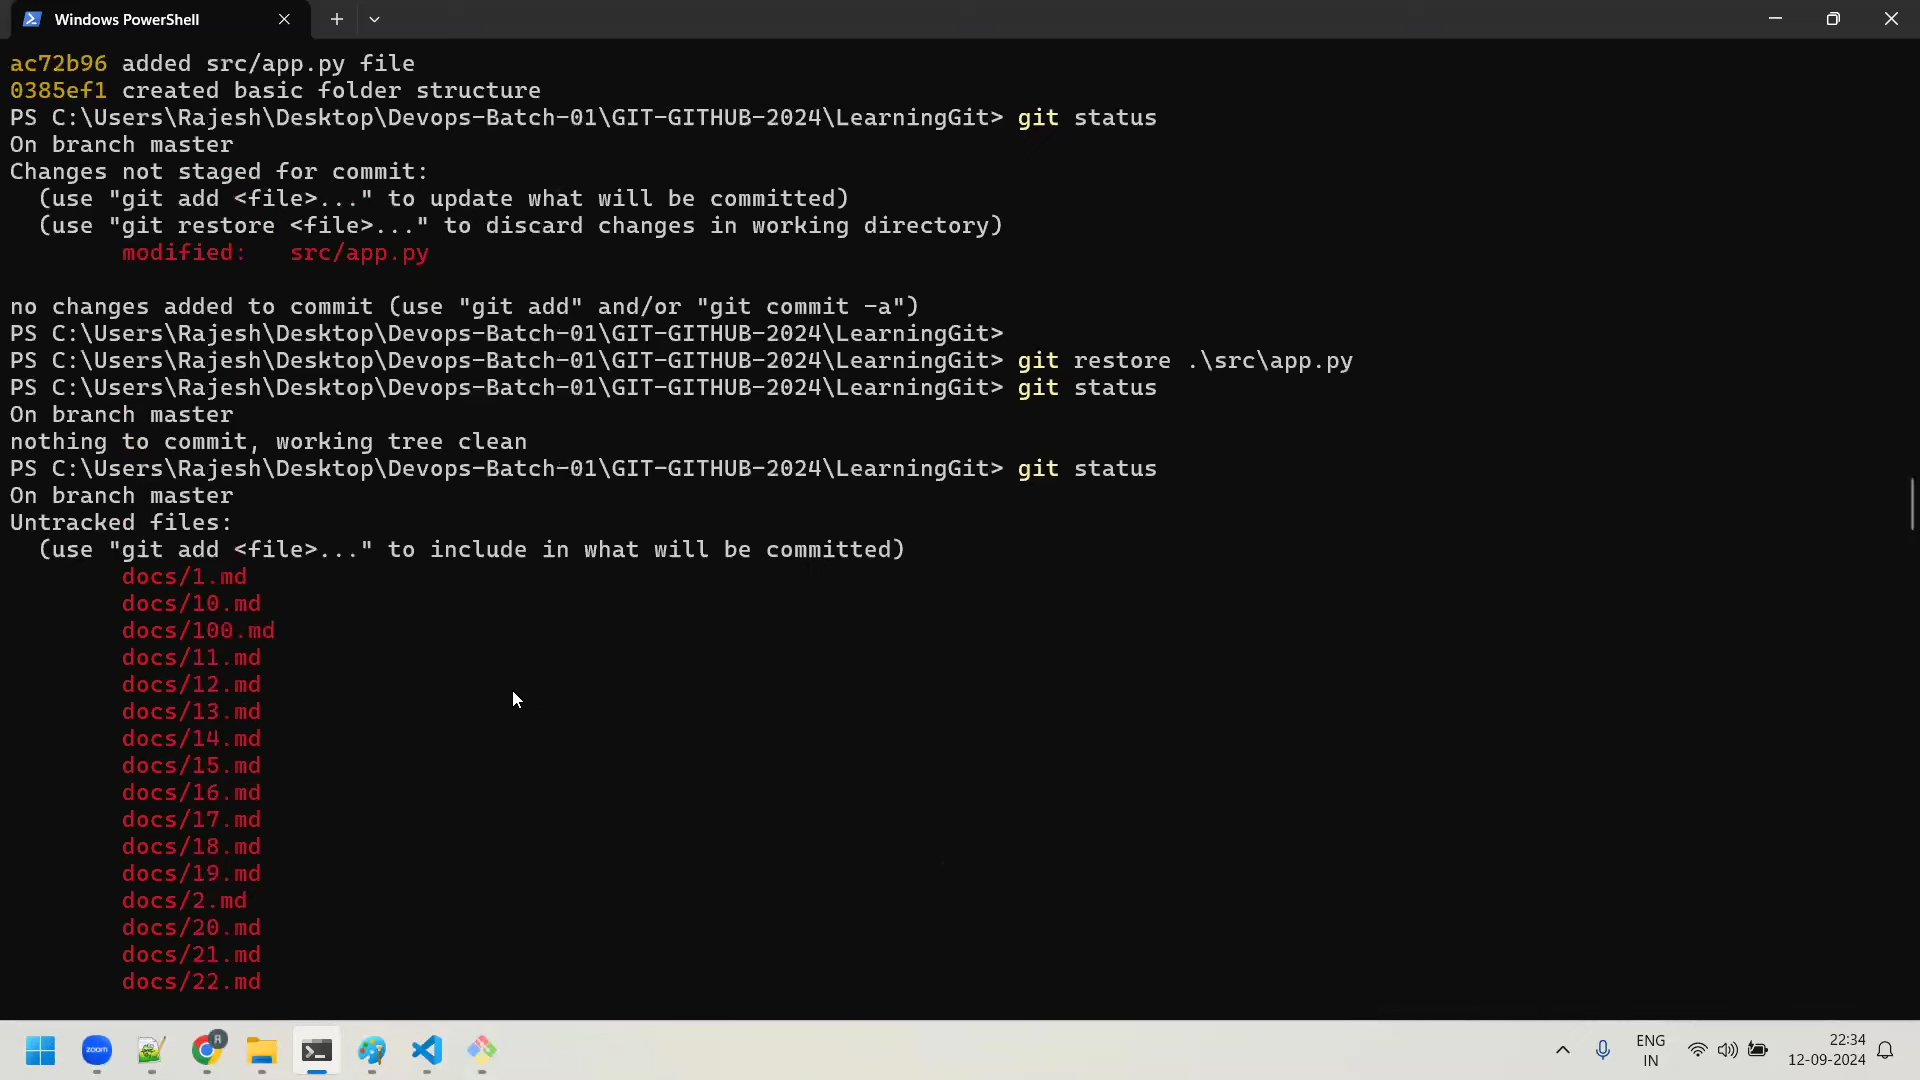 Windows PowerShell
ac72b96 added src/app.py file
0385ef1 created basic folder structure
PS C:\Users\Rajesh\Desktop\Devops-Batch-01\GIT-GITHUB-2024\LearningGit> git status
On branch master
Changes not staged for commit:
  (use "git add <file>..." to update what will be committed)
  (use "git restore <file>..." to discard changes in working directory)
        modified:   src/app.py
no changes added to commit (use "git add" and/or "git commit -a")
PS C:\Users\Rajesh\Desktop\Devops-Batch-01\GIT-GITHUB-2024\LearningGit>
PS C:\Users\Rajesh\Desktop\Devops-Batch-01\GIT-GITHUB-2024\LearningGit> git restore .\src\app.py
PS C:\Users\Rajesh\Desktop\Devops-Batch-01\GIT-GITHUB-2024\LearningGit> git status
On branch master
nothing to commit, working tree clean
PS C:\Users\Rajesh\Desktop\Devops-Batch-01\GIT-GITHUB-2024\LearningGit> git status
On branch master
Untracked files:
  (use "git add <file>..." to include in what will be committed)
        docs/1.md
        docs/10.md
        docs/100.md
        docs/11.md
        docs/12.md
        docs/13.md
        docs/14.md
        docs/15.md
        docs/16.md
        docs/17.md
        docs/18.md
        docs/19.md
        docs/2.md
        docs/20.md
        docs/21.md
        docs/22.md
zoom
R
ENG
IN
22:34
12-09-2024